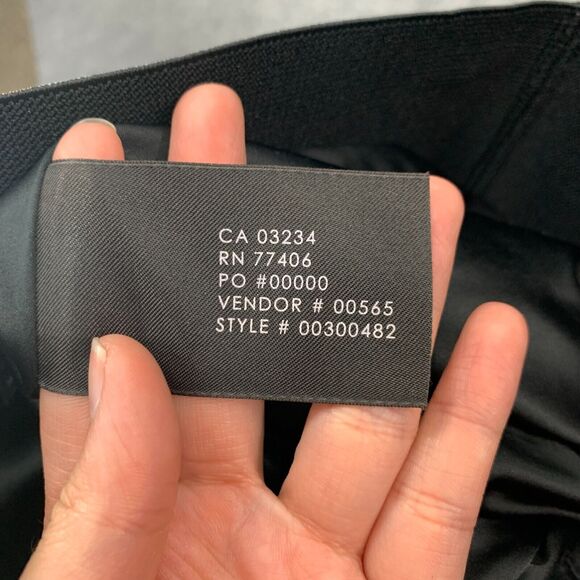 CA 03234
RN 77406
PO #00000
VENDOR # 00565
STYLE # 00300482